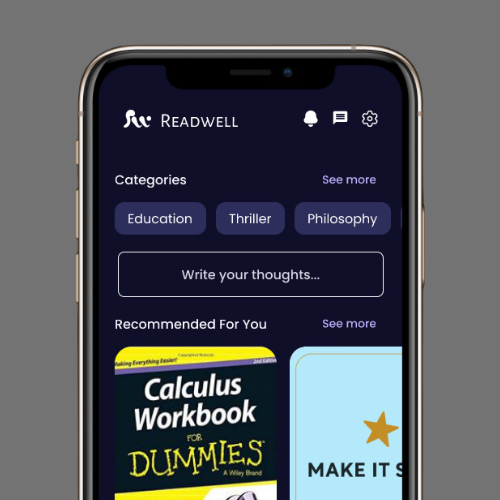 READWELL
Categories
See more
Education
Thriller
Philosophy
Write your thoughts...
Recommended For You
See more
Making Everything Easier!
2nd Edition
Calculus
Workbook
FOR
DUMMIES
A Wiley Brand
MAKE IT S